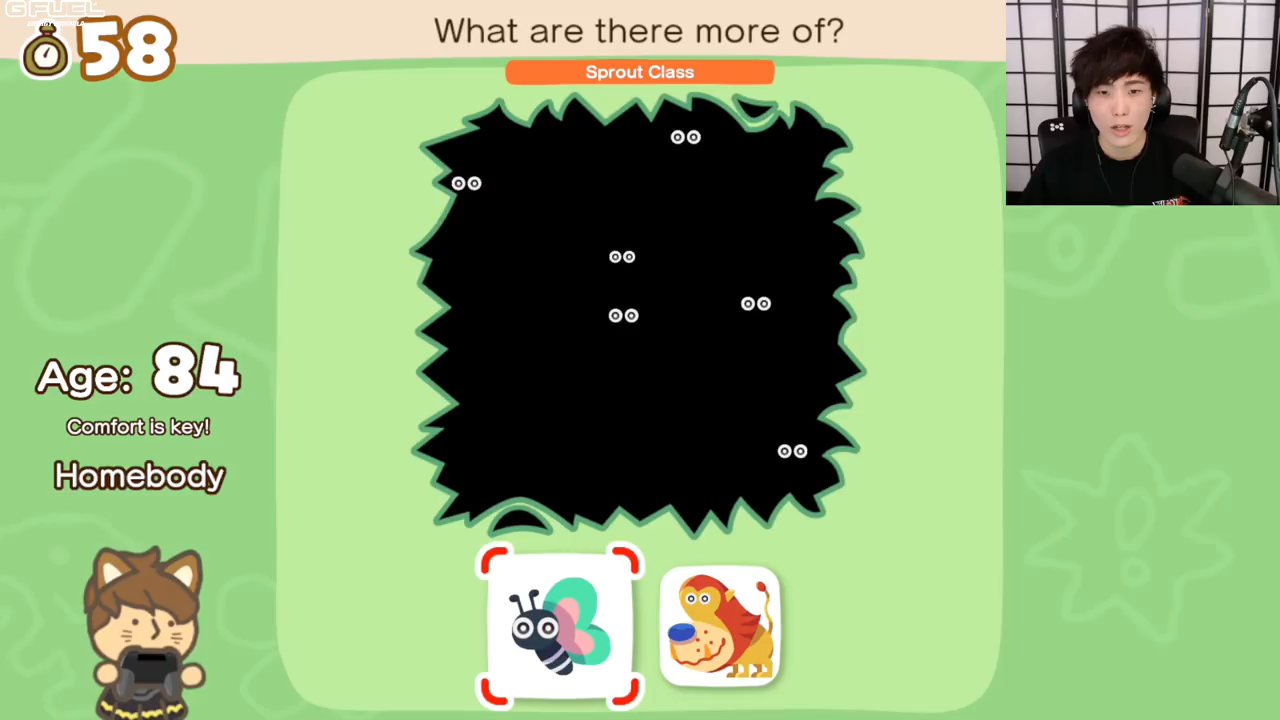 G FUEL
58
What are there more of?
Sprout Class
Age: 84
Comfort is key!
Homebody